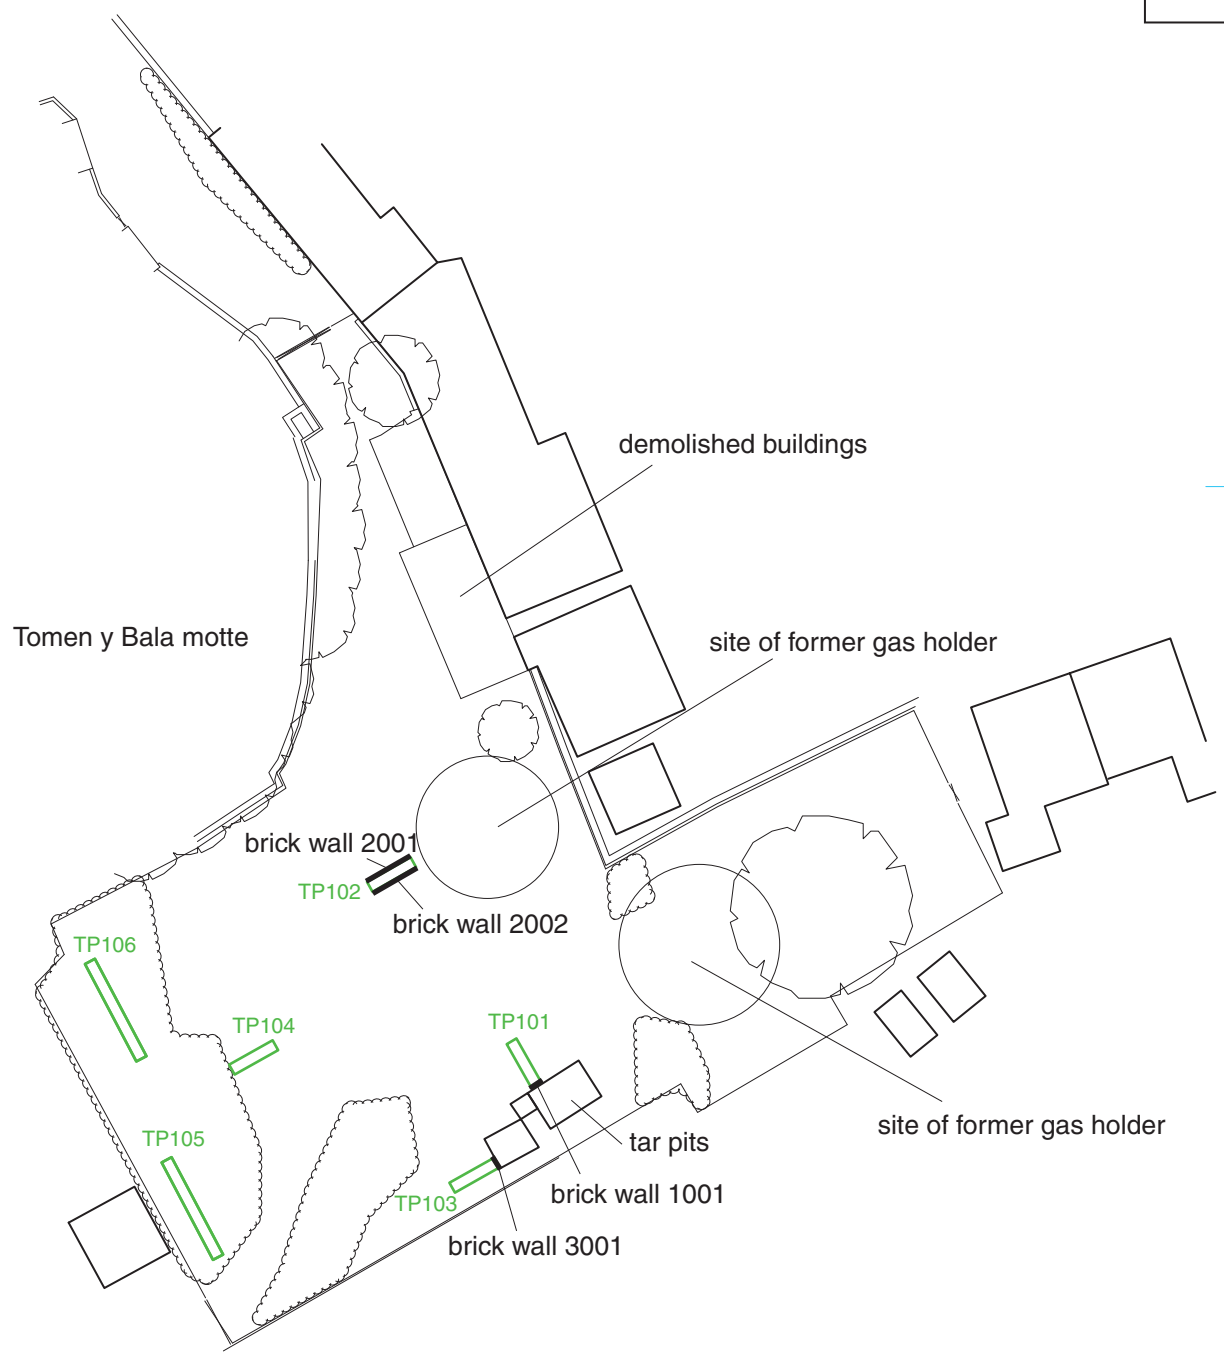 demolished buildings
Tomen y Bala motte
site of former gas holder
brick wall 2001
TP102
brick wall 2002
TP106
TP104
TP101
site of former gas holder
TP105
tar pits
TP103
brick wall 1001
brick wall 3001